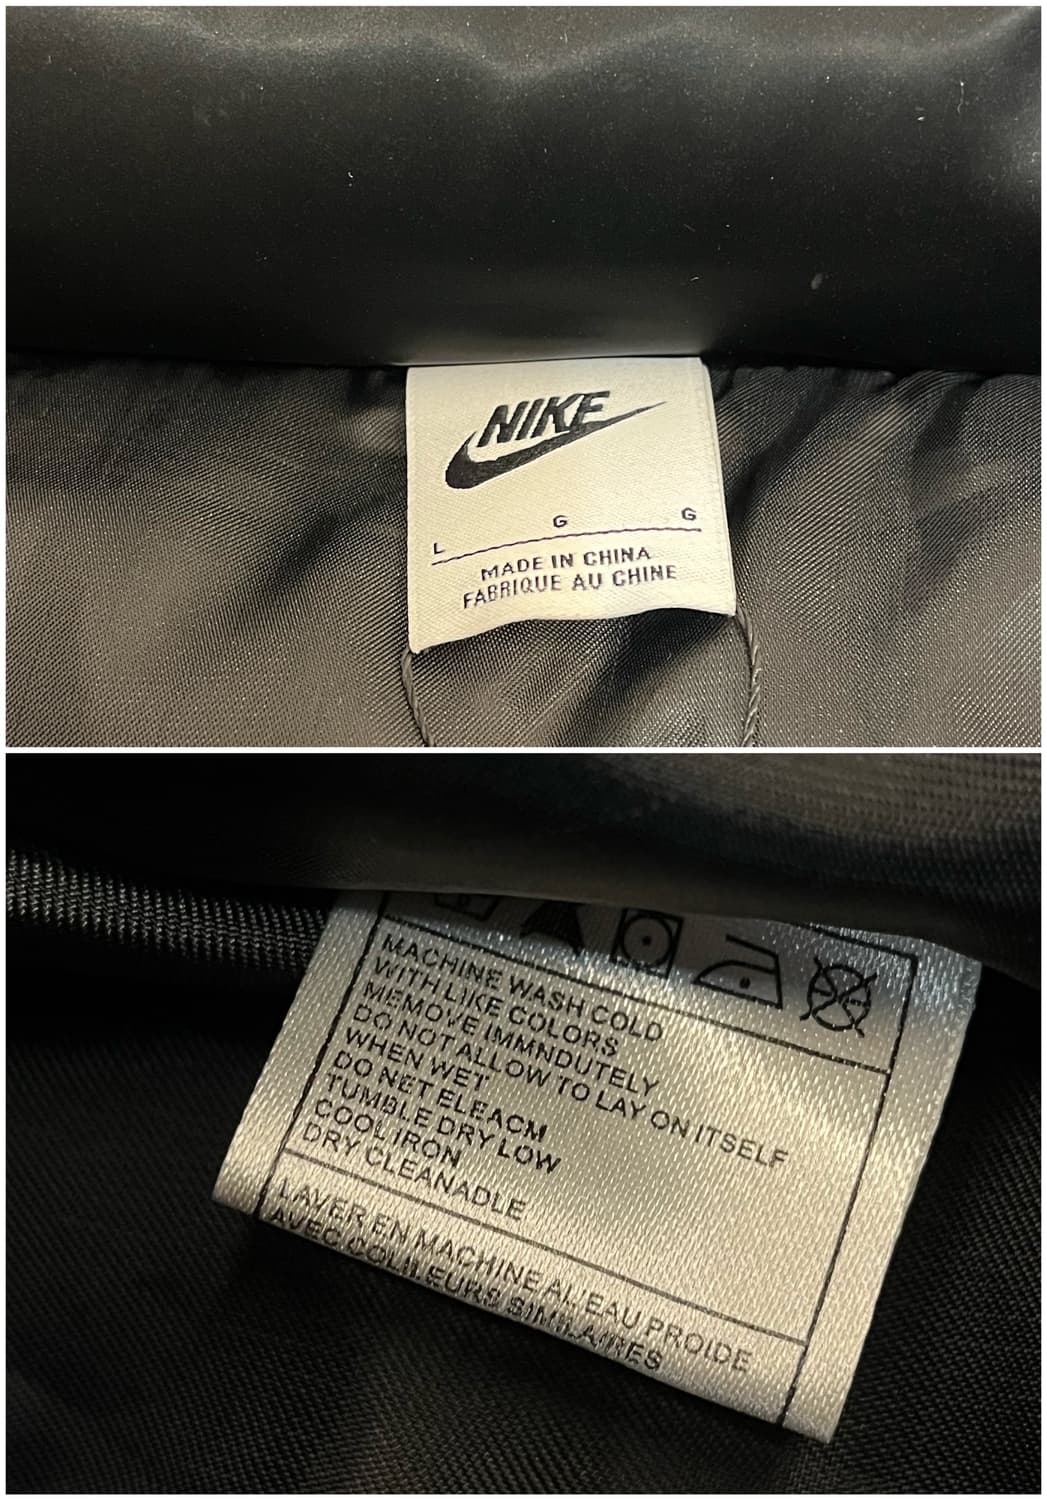 NIKE
L G G
MADE IN CHINA
FABRIQUE AU CHINE
MACHINE WASH COLD
WITH LIKE COLORS
MEMOVE IMMNDUTELY
DO NOT ALLOW TO LAY ON ITSELF
WHEN WET
DO NET ELEACM
TUMBLE DRY LOW
COOL IRON
DRY CLEANADLE
LAVER EN MACHINE AL'EAU PROIDE
AVEC COLILEURS SIMILAIRES